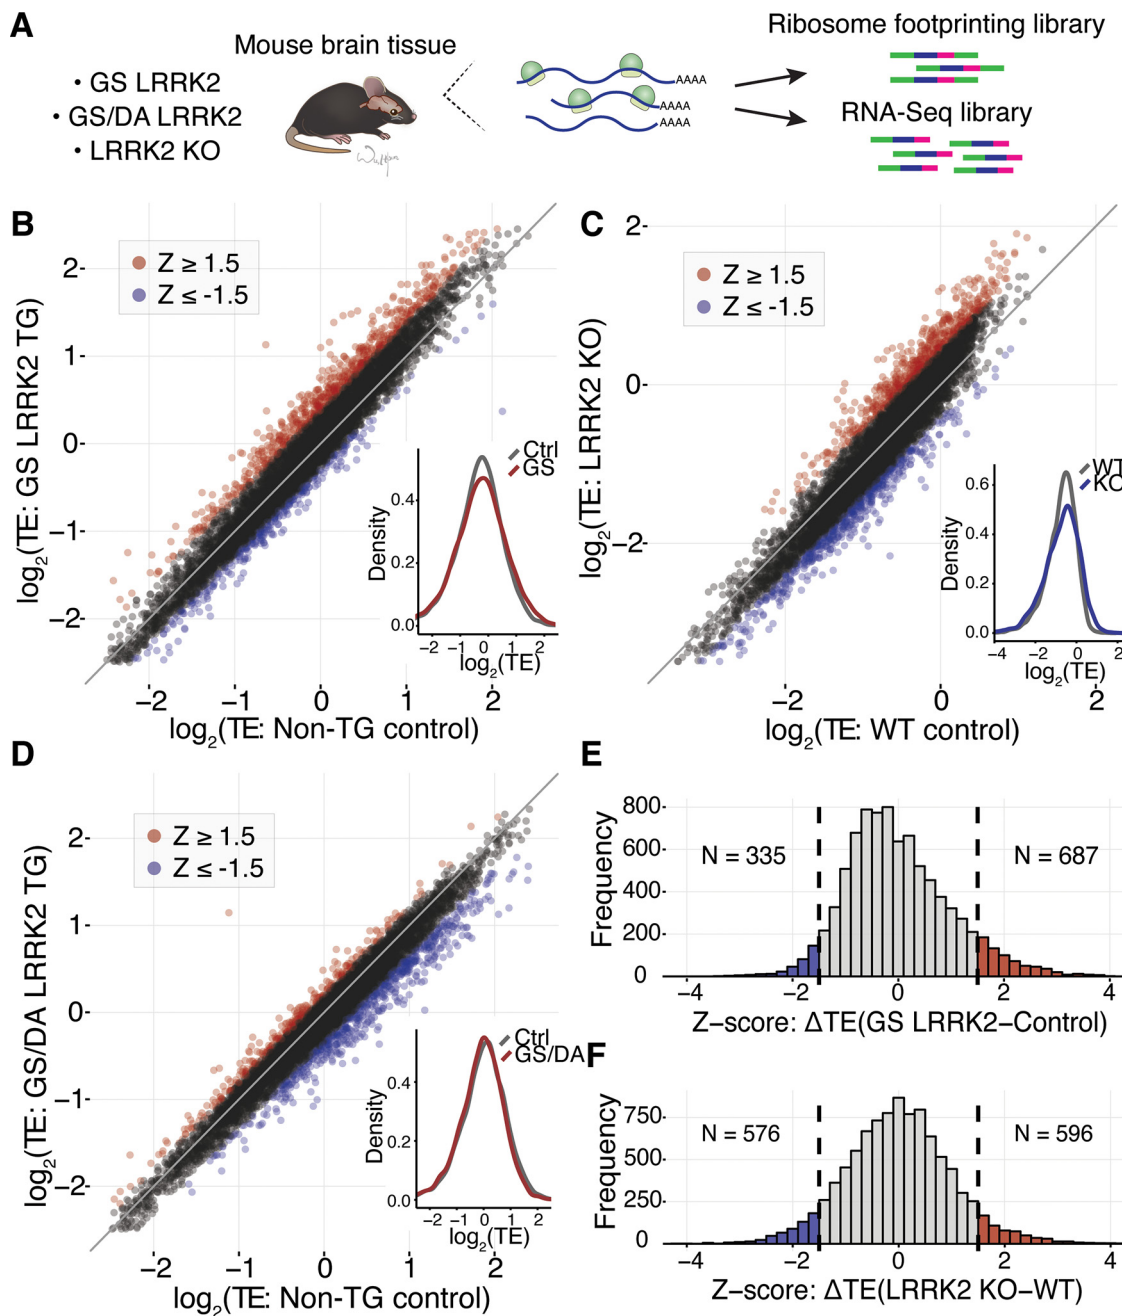 A
Mouse brain tissue
• GS LRRK2
• GS/DA LRRK2
• LRRK2 KO
AAAA
AAAA
AAAA
Ribosome footprinting library
RNA-Seq library
B
Z ≥ 1.5
Z ≤ -1.5
log2(TE: GS LRRK2 TG)
2
1
0
−1
−2
−2 −1 0 1 2
log2(TE: Non-TG control)
Ctrl
GS
Density
0.4
0.2
0.0
−2 −1 0 1 2
log2(TE)
C
Z ≥ 1.5
Z ≤ -1.5
log2(TE: LRRK2 KO)
2
0
−2
−2 0 2
log2(TE: WT control)
WT
KO
Density
0.6
0.4
0.2
0.0
−4 −2 0 2
log2(TE)
D
Z ≥ 1.5
Z ≤ -1.5
log2(TE: GS/DA LRRK2 TG)
2
1
0
−1
−2
−2 −1 0 1 2
log2(TE: Non-TG control)
Ctrl
GS/DA
Density
0.4
0.2
0.0
−2 −1 0 1 2
log2(TE)
E
Frequency
800
600
400
200
0
N = 335
N = 687
−4 −2 0 2 4
Z−score: ΔTE(GS LRRK2−Control)
F
Frequency
750
500
250
0
N = 576
N = 596
−4 −2 0 2 4
Z−score: ΔTE(LRRK2 KO−WT)